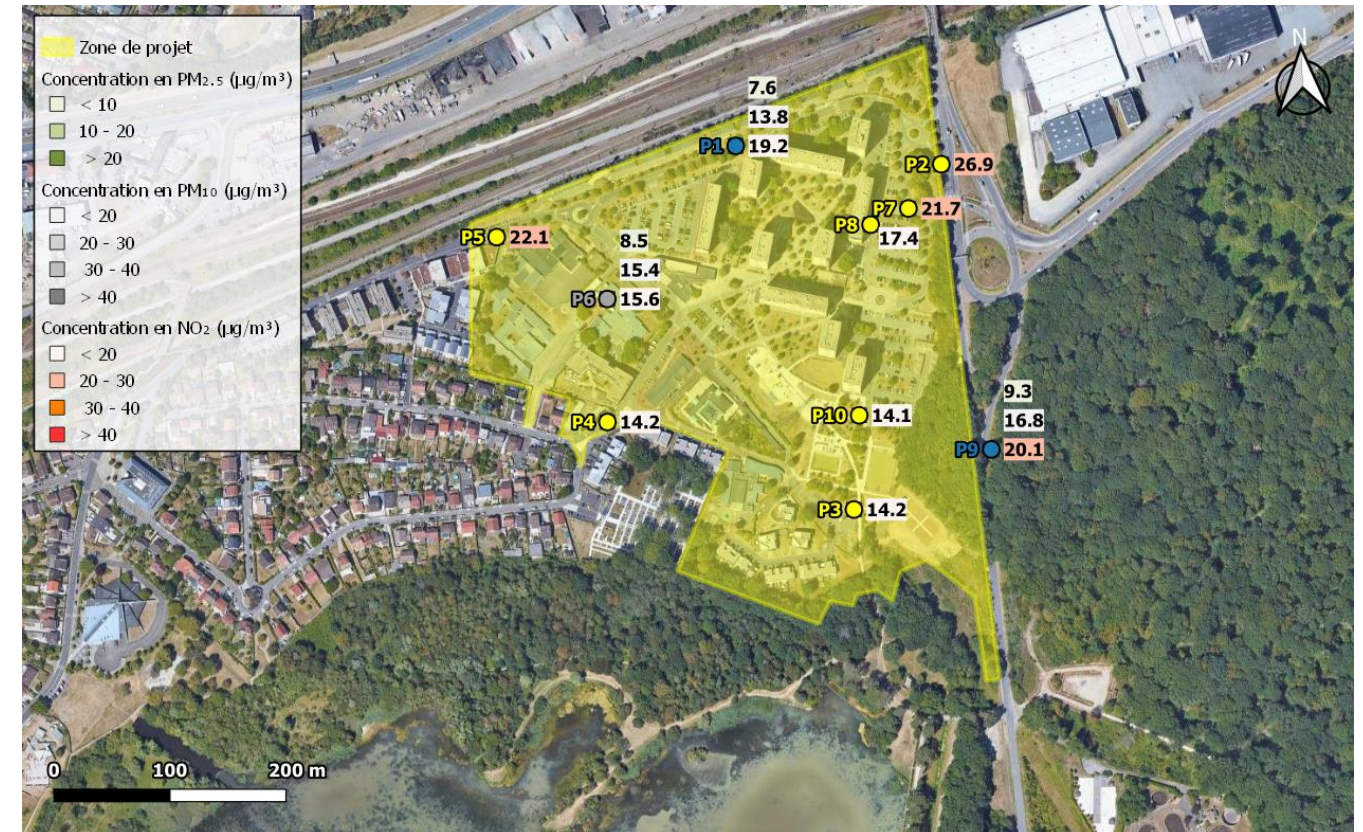 Zone de projet
Concentration en PM2.5 (µg/m³)
< 10
10 - 20
> 20
Concentration en PM10 (µg/m³)
< 20
20 - 30
30 - 40
> 40
Concentration en NO2 (µg/m³)
< 20
20 - 30
30 - 40
> 40
N
7.6
13.8
P1 19.2
P2 26.9
P7 21.7
P8 17.4
P5 22.1
8.5
15.4
P6 15.6
9.3
16.8
P9 20.1
P10 14.1
P4 14.2
P3 14.2
0 100 200 m